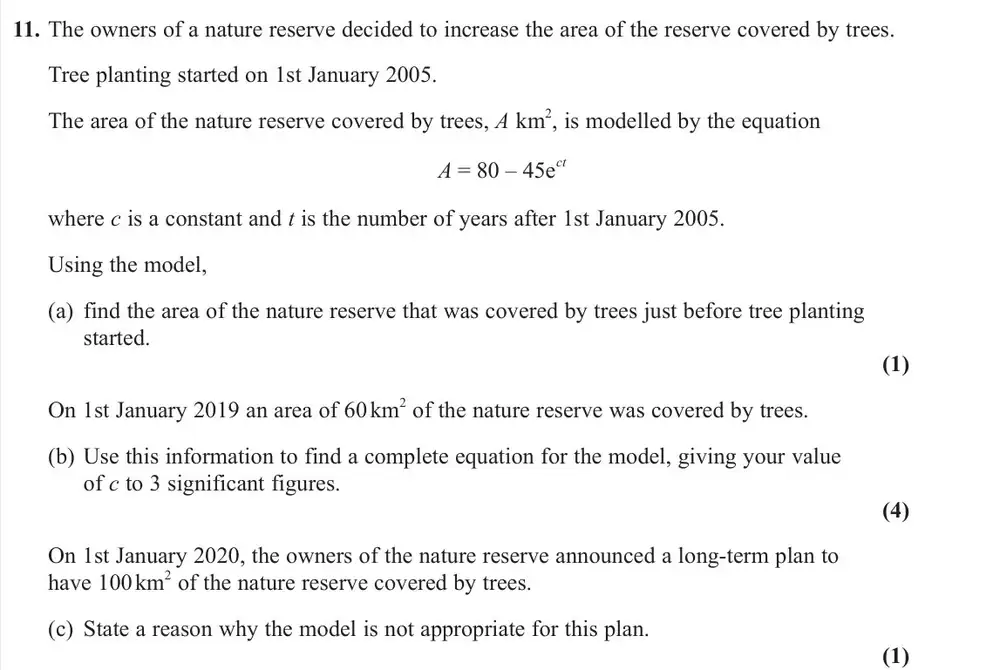 11. The owners of a nature reserve decided to increase the area of the reserve covered by trees.
Tree planting started on 1st January 2005.
The area of the nature reserve covered by trees, A km², is modelled by the equation
A = 80 – 45e^{ct}
where c is a constant and t is the number of years after 1st January 2005.
Using the model,
(a) find the area of the nature reserve that was covered by trees just before tree planting
started.
(1)
On 1st January 2019 an area of 60 km² of the nature reserve was covered by trees.
(b) Use this information to find a complete equation for the model, giving your value
of c to 3 significant figures.
(4)
On 1st January 2020, the owners of the nature reserve announced a long-term plan to
have 100 km² of the nature reserve covered by trees.
(c) State a reason why the model is not appropriate for this plan.
(1)